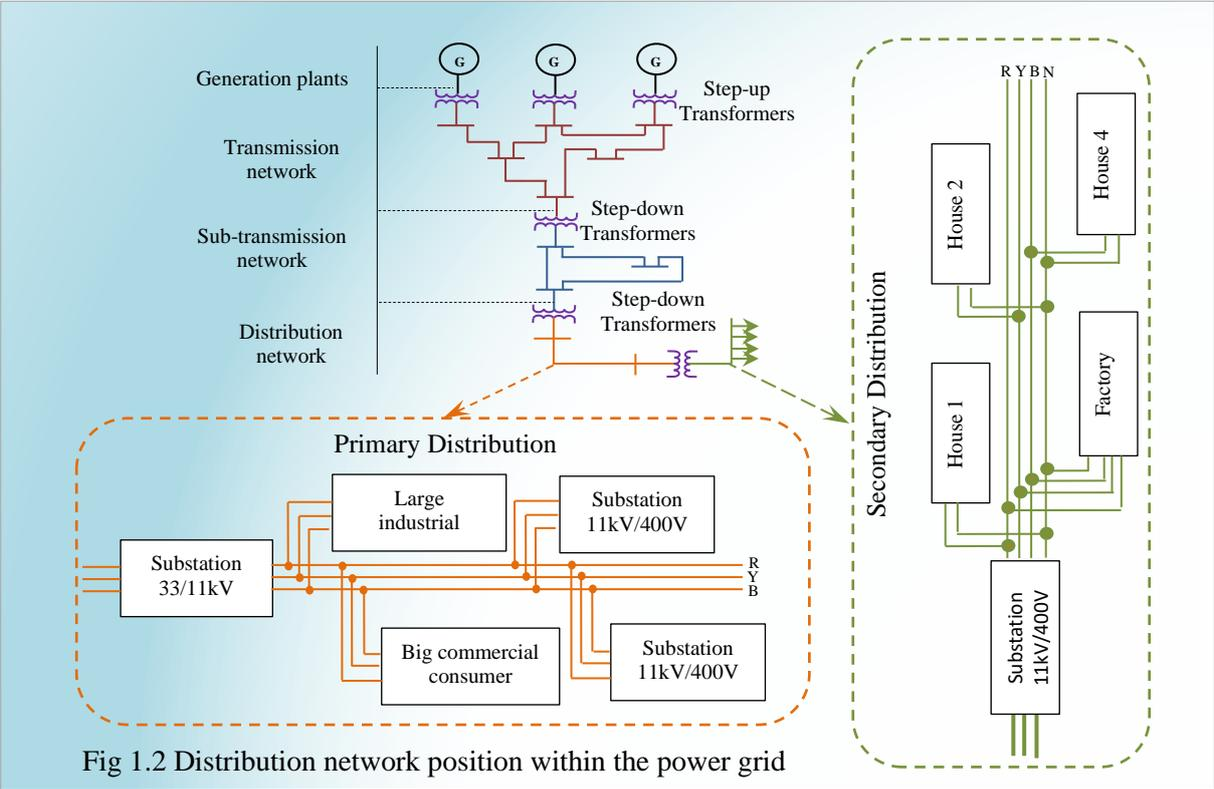 G
G
G
Generation plants
Step-up
Transformers
Transmission
network
Step-down
Transformers
Sub-transmission
network
Step-down
Transformers
Distribution
network
Primary Distribution
Large
industrial
Substation
11kV/400V
Substation
33/11kV
R
Y
B
Big commercial
consumer
Substation
11kV/400V
Secondary Distribution
R Y B N
House 4
House 2
Factory
House 1
Substation
11kV/400V
Fig 1.2 Distribution network position within the power grid